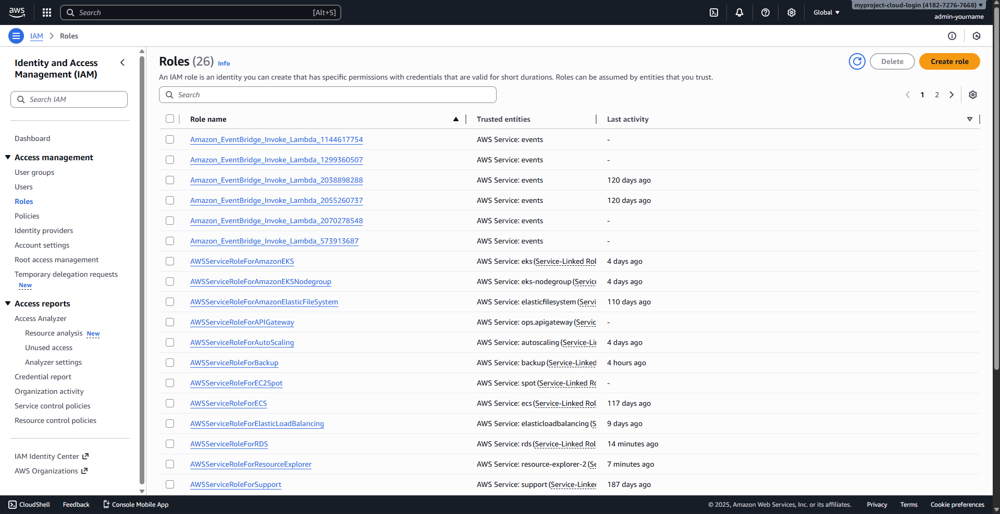 aws
Search [Alt+S]
Global
myproject-cloud-login (4182-7276-7668)
admin-yourname
IAM > Roles
Identity and Access
Management (IAM)
Search IAM
Dashboard
Access management
User groups
Users
Roles
Policies
Identity providers
Account settings
Root access management
Temporary delegation requests
New
Access reports
Access Analyzer
Resource analysis New
Unused access
Analyzer settings
Credential report
Organization activity
Service control policies
Resource control policies
IAM Identity Center
AWS Organizations
Roles (26) Info
Delete
Create role
An IAM role is an identity you can create that has specific permissions with credentials that are valid for short durations. Roles can be assumed by entities that you trust.
Search
1 2
Role name Trusted entities Last activity
Amazon_EventBridge_Invoke_Lambda_1144617754 AWS Service: events -
Amazon_EventBridge_Invoke_Lambda_1299360507 AWS Service: events -
Amazon_EventBridge_Invoke_Lambda_2038898288 AWS Service: events 120 days ago
Amazon_EventBridge_Invoke_Lambda_2055260737 AWS Service: events 120 days ago
Amazon_EventBridge_Invoke_Lambda_2070278548 AWS Service: events -
Amazon_EventBridge_Invoke_Lambda_573913687 AWS Service: events -
AWSServiceRoleForAmazonEKS AWS Service: eks (Service-Linked Rol 4 days ago
AWSServiceRoleForAmazonEKSNodegroup AWS Service: eks-nodegroup (Service 4 days ago
AWSServiceRoleForAmazonElasticFileSystem AWS Service: elasticfilesystem (Servi 110 days ago
AWSServiceRoleForAPIGateway AWS Service: ops.apigateway (Servic -
AWSServiceRoleForAutoScaling AWS Service: autoscaling (Service-Li 4 days ago
AWSServiceRoleForBackup AWS Service: backup (Service-Linked 4 hours ago
AWSServiceRoleForEC2Spot AWS Service: spot (Service-Linked Ro -
AWSServiceRoleForECS AWS Service: ecs (Service-Linked Rol 117 days ago
AWSServiceRoleForElasticLoadBalancing AWS Service: elasticloadbalancing (S 9 days ago
AWSServiceRoleForRDS AWS Service: rds (Service-Linked Rol 14 minutes ago
AWSServiceRoleForResourceExplorer AWS Service: resource-explorer-2 (Se 7 minutes ago
AWSServiceRoleForSupport AWS Service: support (Service-Linked 187 days ago
CloudShell Feedback Console Mobile App © 2025, Amazon Web Services, Inc. or its affiliates. Privacy Terms Cookie preferences